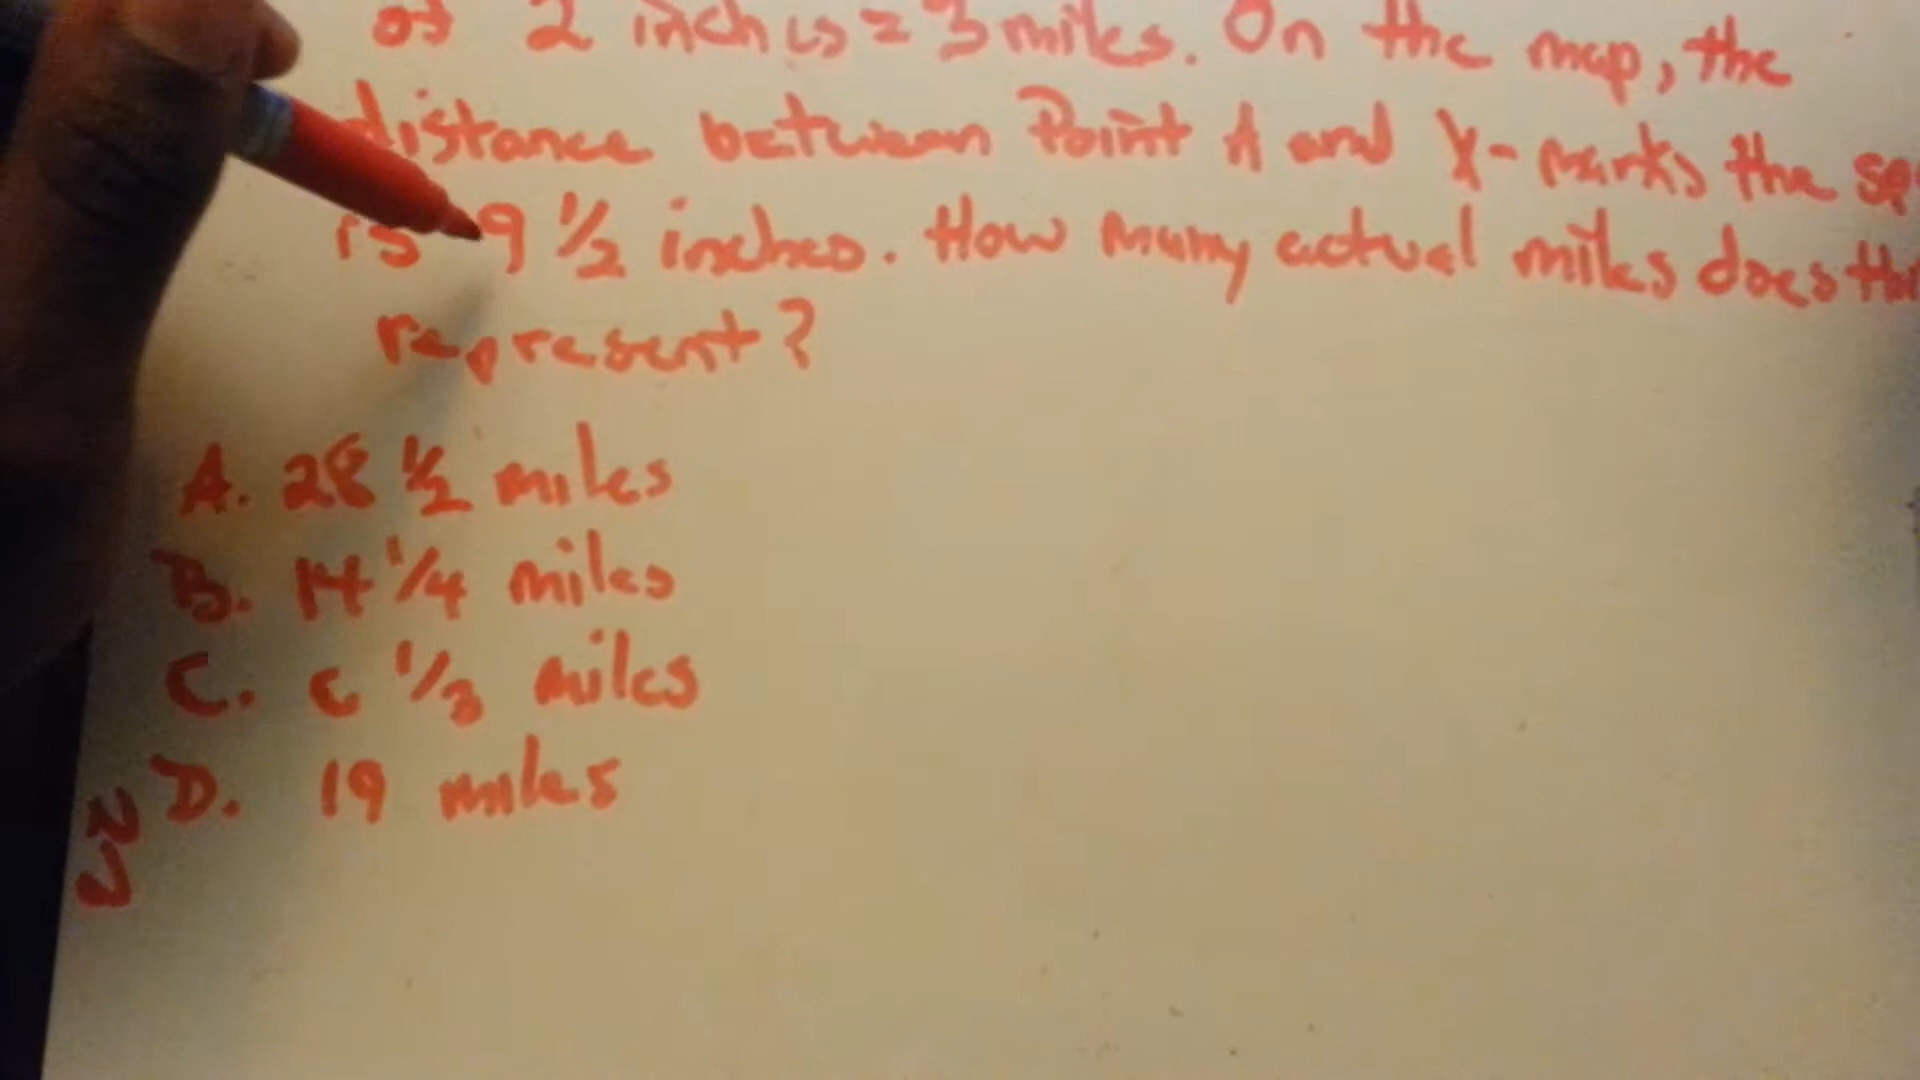 of 2 inches = 3 miles. On the map, the
distance between Point A and X-marks the
is 9 1/2 inches. How many actual miles does
represent?
A. 28 1/2 miles
B. 14 1/4 miles
C. 6 1/3 miles
D. 19 miles